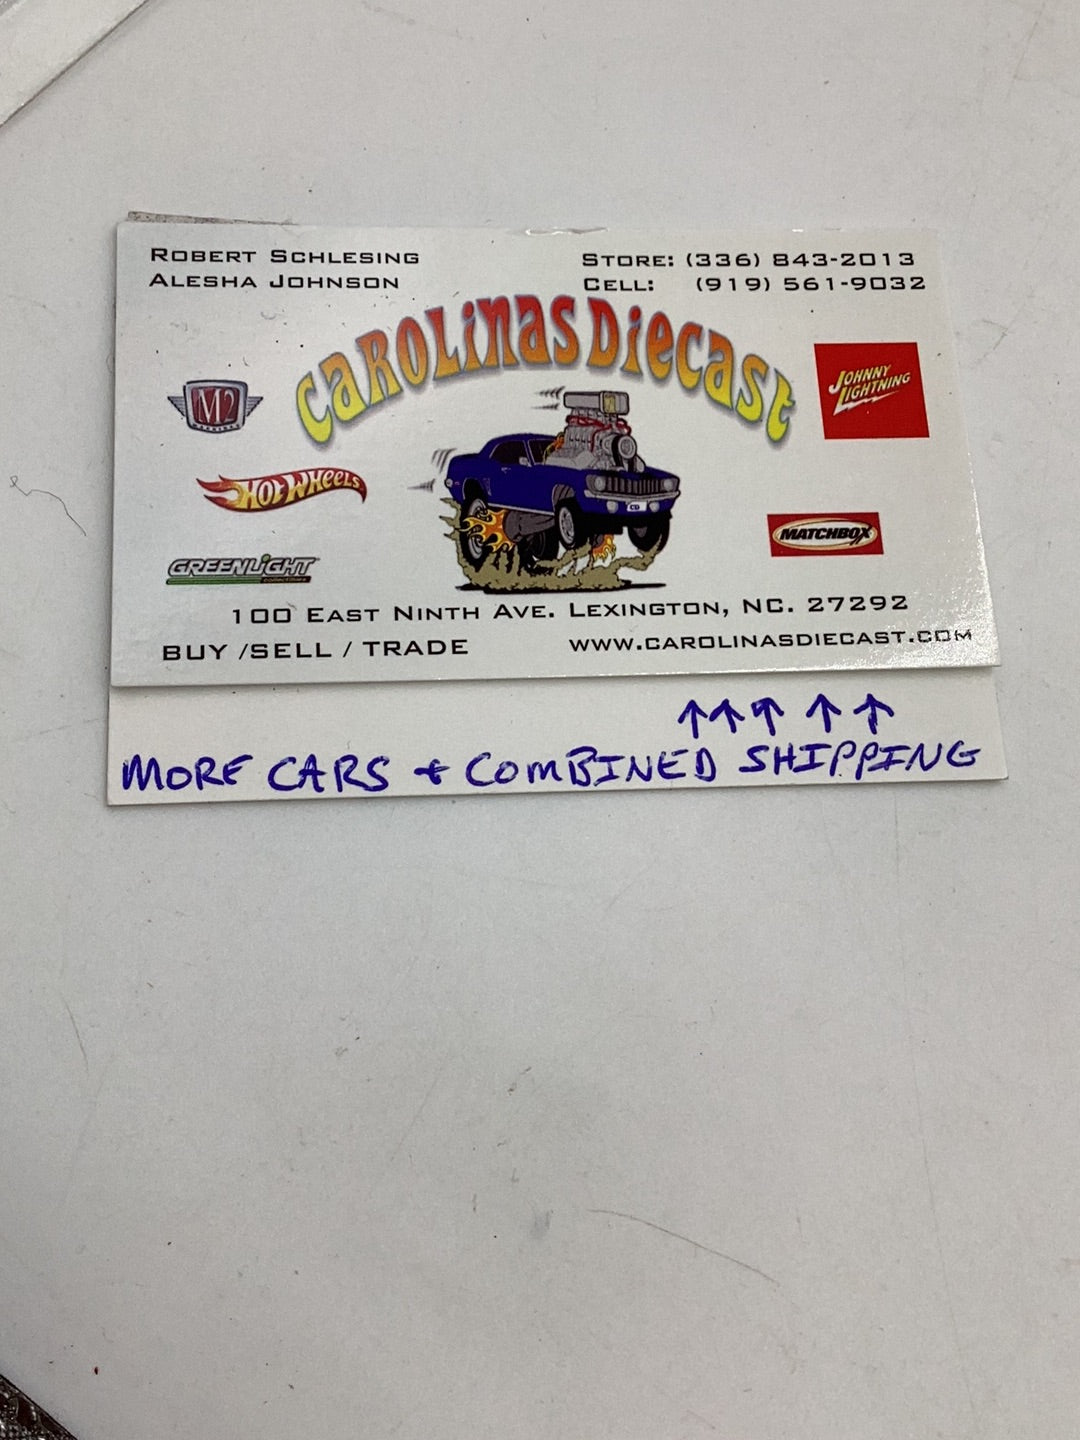 ROBERT SCHLESING
ALESHA JOHNSON
STORE: (336) 843-2013
CELL: (919) 561-9032
CAROLINAS DIECAST
M2
MACHINES
JOHNNY
LIGHTNING
HOT WHEELS
CD
MATCHBOX
GREENLIGHT
collectibles
100 EAST NINTH AVE. LEXINGTON, NC. 27292
BUY /SELL / TRADE
WWW.CAROLINASDIECAST.COM
↑↑↑ ↑ ↑
MORE CARS + COMBINED SHIPPING